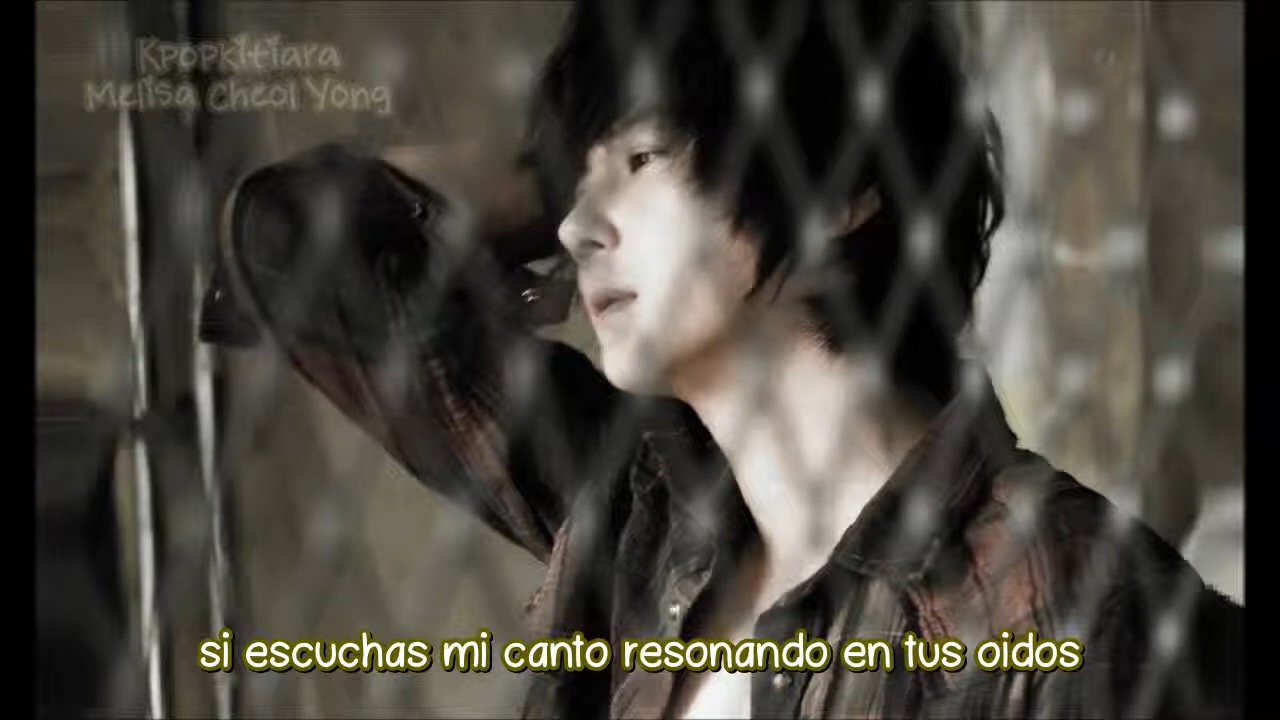 Kpopkitiara
Melisa Cheol Yong
si escuchas mi canto resonando en tus oidos